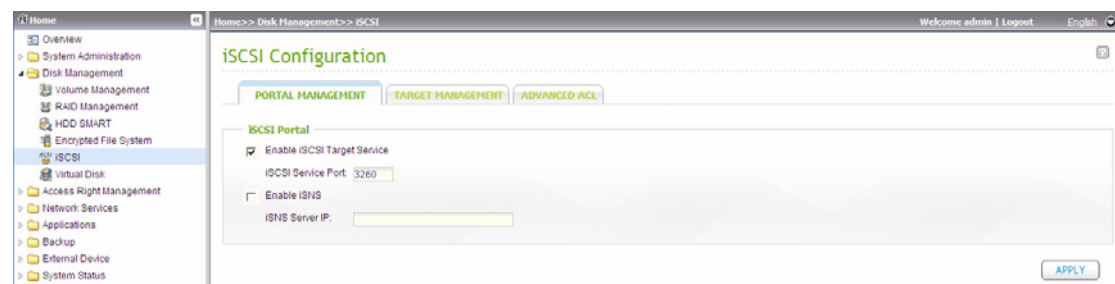 Home
Home>> Disk Management>> iSCSI
Welcome admin | Logout
English
Overview
System Administration
Disk Management
Volume Management
RAID Management
HDD SMART
Encrypted File System
iSCSI
Virtual Disk
Access Right Management
Network Services
Applications
Backup
External Device
System Status
iSCSI Configuration
?
PORTAL MANAGEMENT
TARGET MANAGEMENT
ADVANCED ACL
iSCSI Portal
Enable iSCSI Target Service
iSCSI Service Port: 3260
Enable iSNS
iSNS Server IP:
APPLY